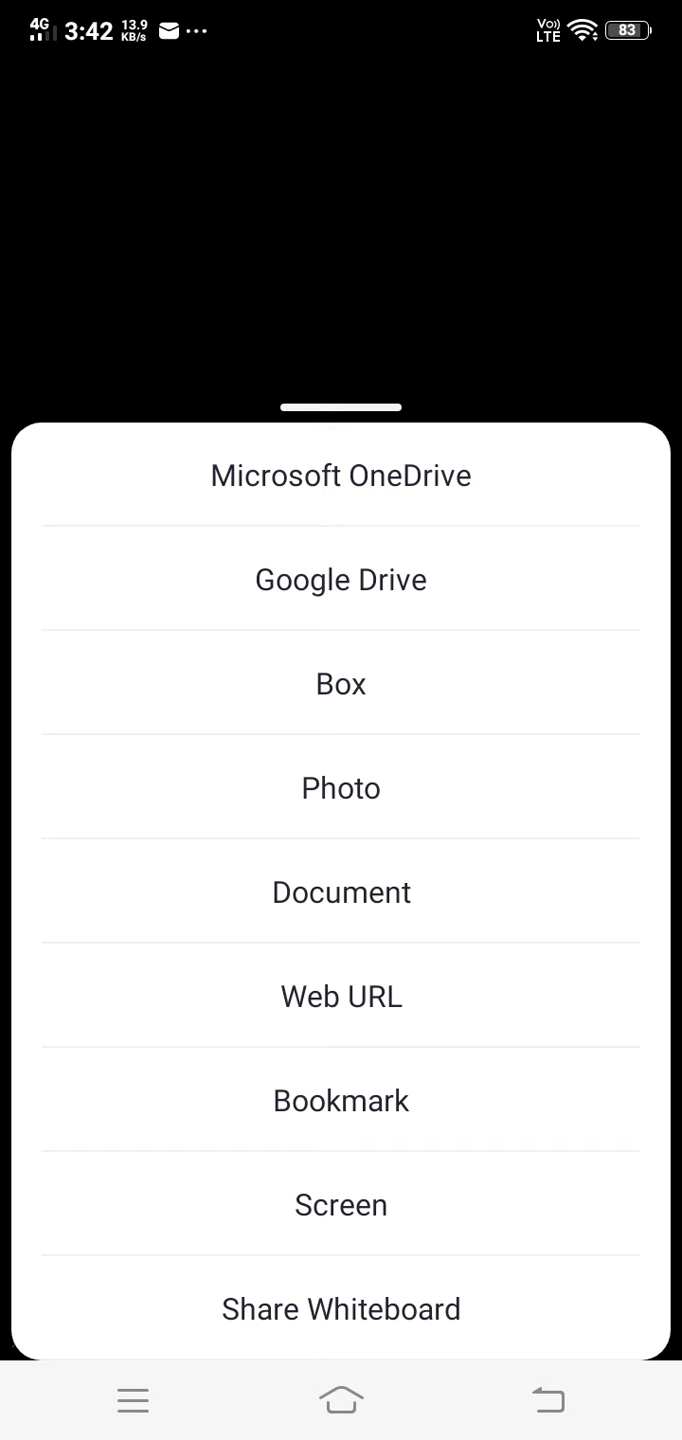 4G 3:42 13.9 KB/s ... Vo)) LTE 83
Microsoft OneDrive
Google Drive
Box
Photo
Document
Web URL
Bookmark
Screen
Share Whiteboard